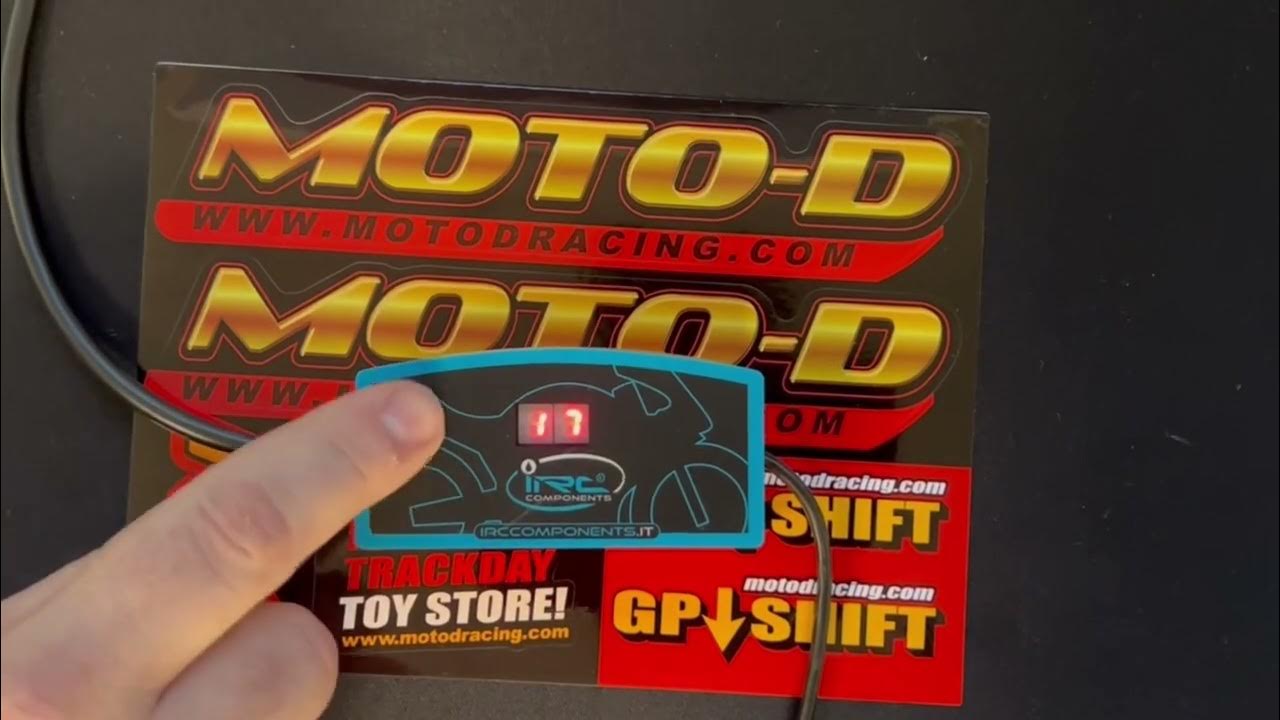 MOTO-D
WWW.MOTODRACING.COM
MOTO-D
WWW.
OM
17
iRC®
COMPONENTS
IRCCOMPONENTS.IT
motodracing.com
SHIFT
TRACKDAY
TOY STORE!
www.motodracing.com
motodracing.com
GP SHIFT